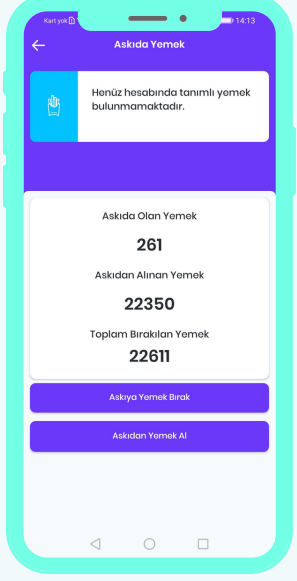 Kart yok 14:13
Askıda Yemek
Henüz hesabında tanımlı yemek
bulunmamaktadır.
Askıda Olan Yemek
261
Askıdan Alınan Yemek
22350
Toplam Bırakılan Yemek
22611
Askıya Yemek Bırak
Askıdan Yemek Al